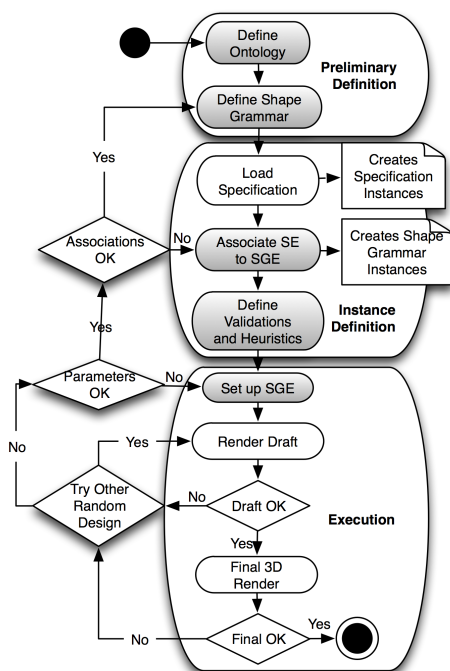 Define
Ontology
Preliminary
Definition
Define Shape
Grammar
Yes
Load
Specification
Creates
Specification
Instances
Associations
OK
No
Associate SE
to SGE
Creates Shape
Grammar
Instances
Define
Validations
and Heuristics
Instance
Definition
Yes
Parameters
OK
No
Set up SGE
No
Yes
Render Draft
Try Other
Random
Design
No
Draft OK
Execution
Yes
Final 3D
Render
No
Final OK
Yes